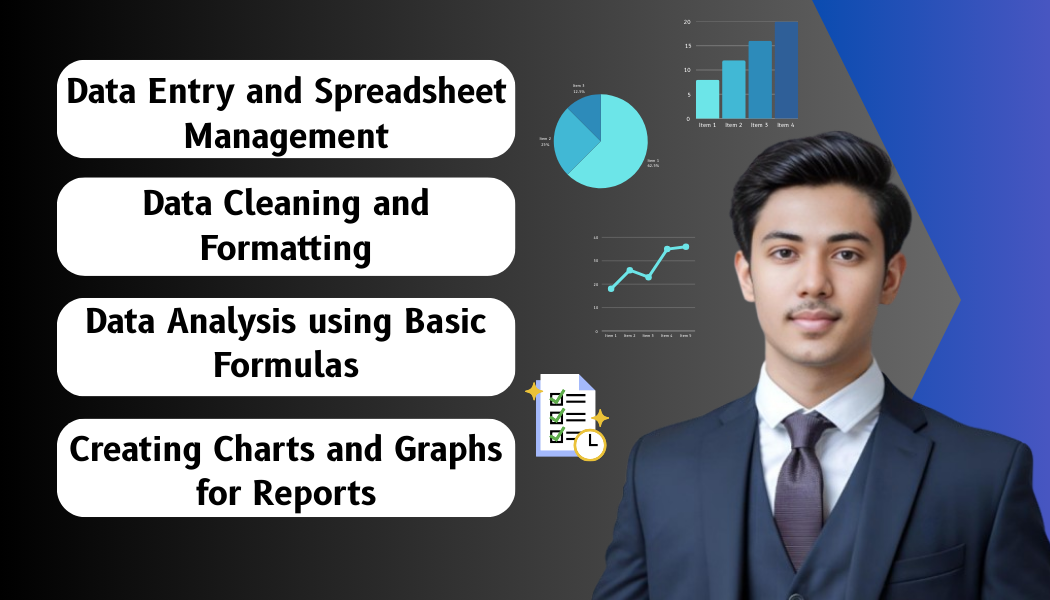 Data Entry and Spreadsheet
Management
Data Cleaning and
Formatting
Data Analysis using Basic
Formulas
Creating Charts and Graphs
for Reports
20
15
10
5
0
Item 1 Item 2 Item 3 Item 4
Item 3
12.5%
Item 2
25%
Item 1
62.5%
40
30
20
10
0
Item 1 Item 2 Item 3 Item 4 Item 5